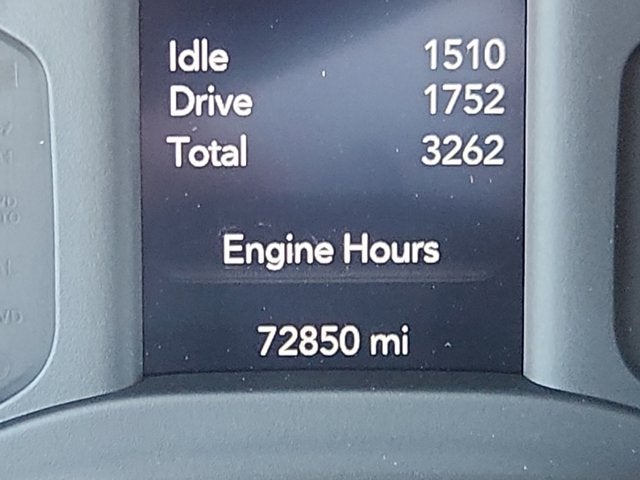 Idle 1510
Drive 1752
Total 3262
Engine Hours
72850 mi